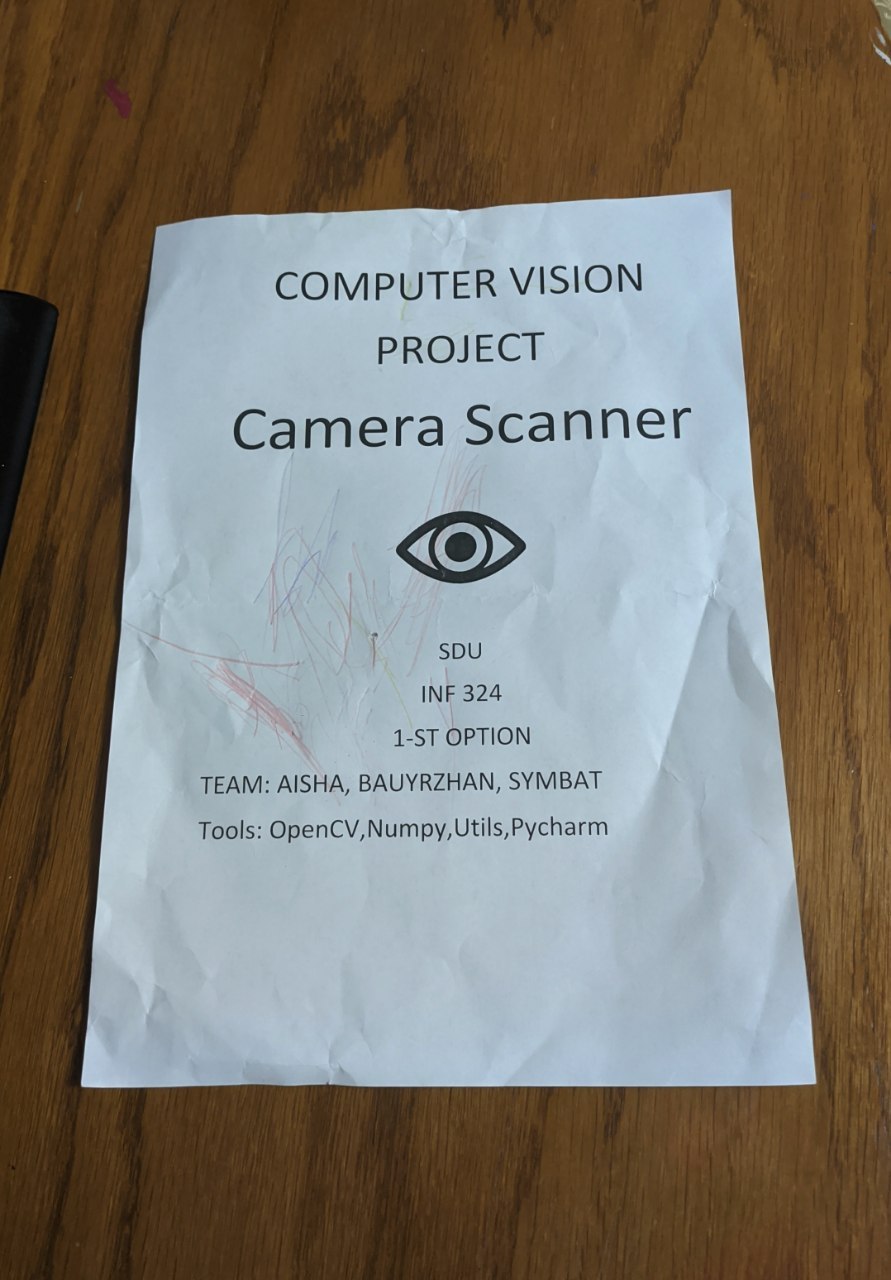 COMPUTER VISION
PROJECT
Camera Scanner
SDU
INF 324
1-ST OPTION
TEAM: AISHA, BAUYRZHAN, SYMBAT
Tools: OpenCV,Numpy,Utils,Pycharm